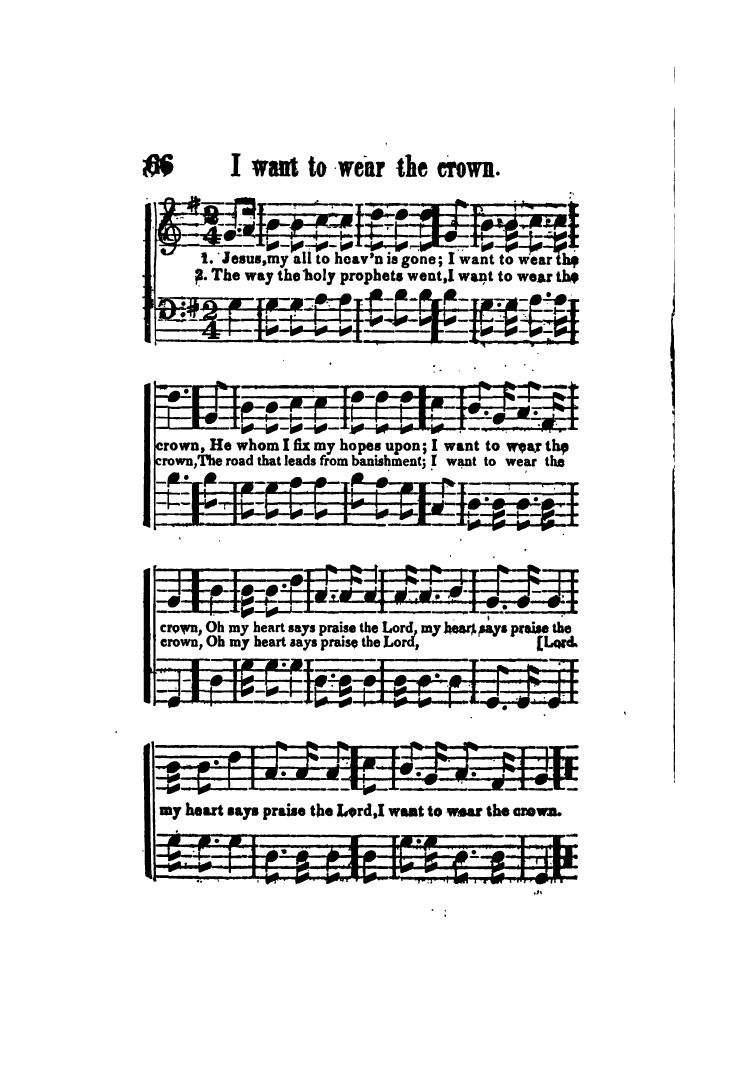 66 I want to wear the crown.
1. Jesus, my all to heav'n is gone; I want to wear the
2. The way the holy prophets went, I want to wear the
crown, He whom I fix my hopes upon; I want to wear the
crown, The road that leads from banishment; I want to wear the
crown, Oh my heart says praise the Lord, my heart says praise the
crown, Oh my heart says praise the Lord, [Lord.
my heart says praise the Lord, I want to wear the crown.